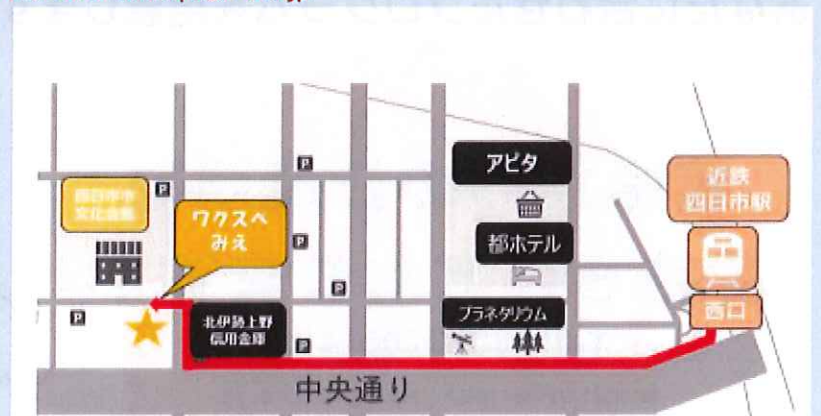 アピタ
近鉄
四日市駅
四日市市
文化会館
ワクスペ
みえ
都ホテル
プラネタリウム
西口
北伊勢上野
信用金庫
中央通り
P
P
P
P
P
P